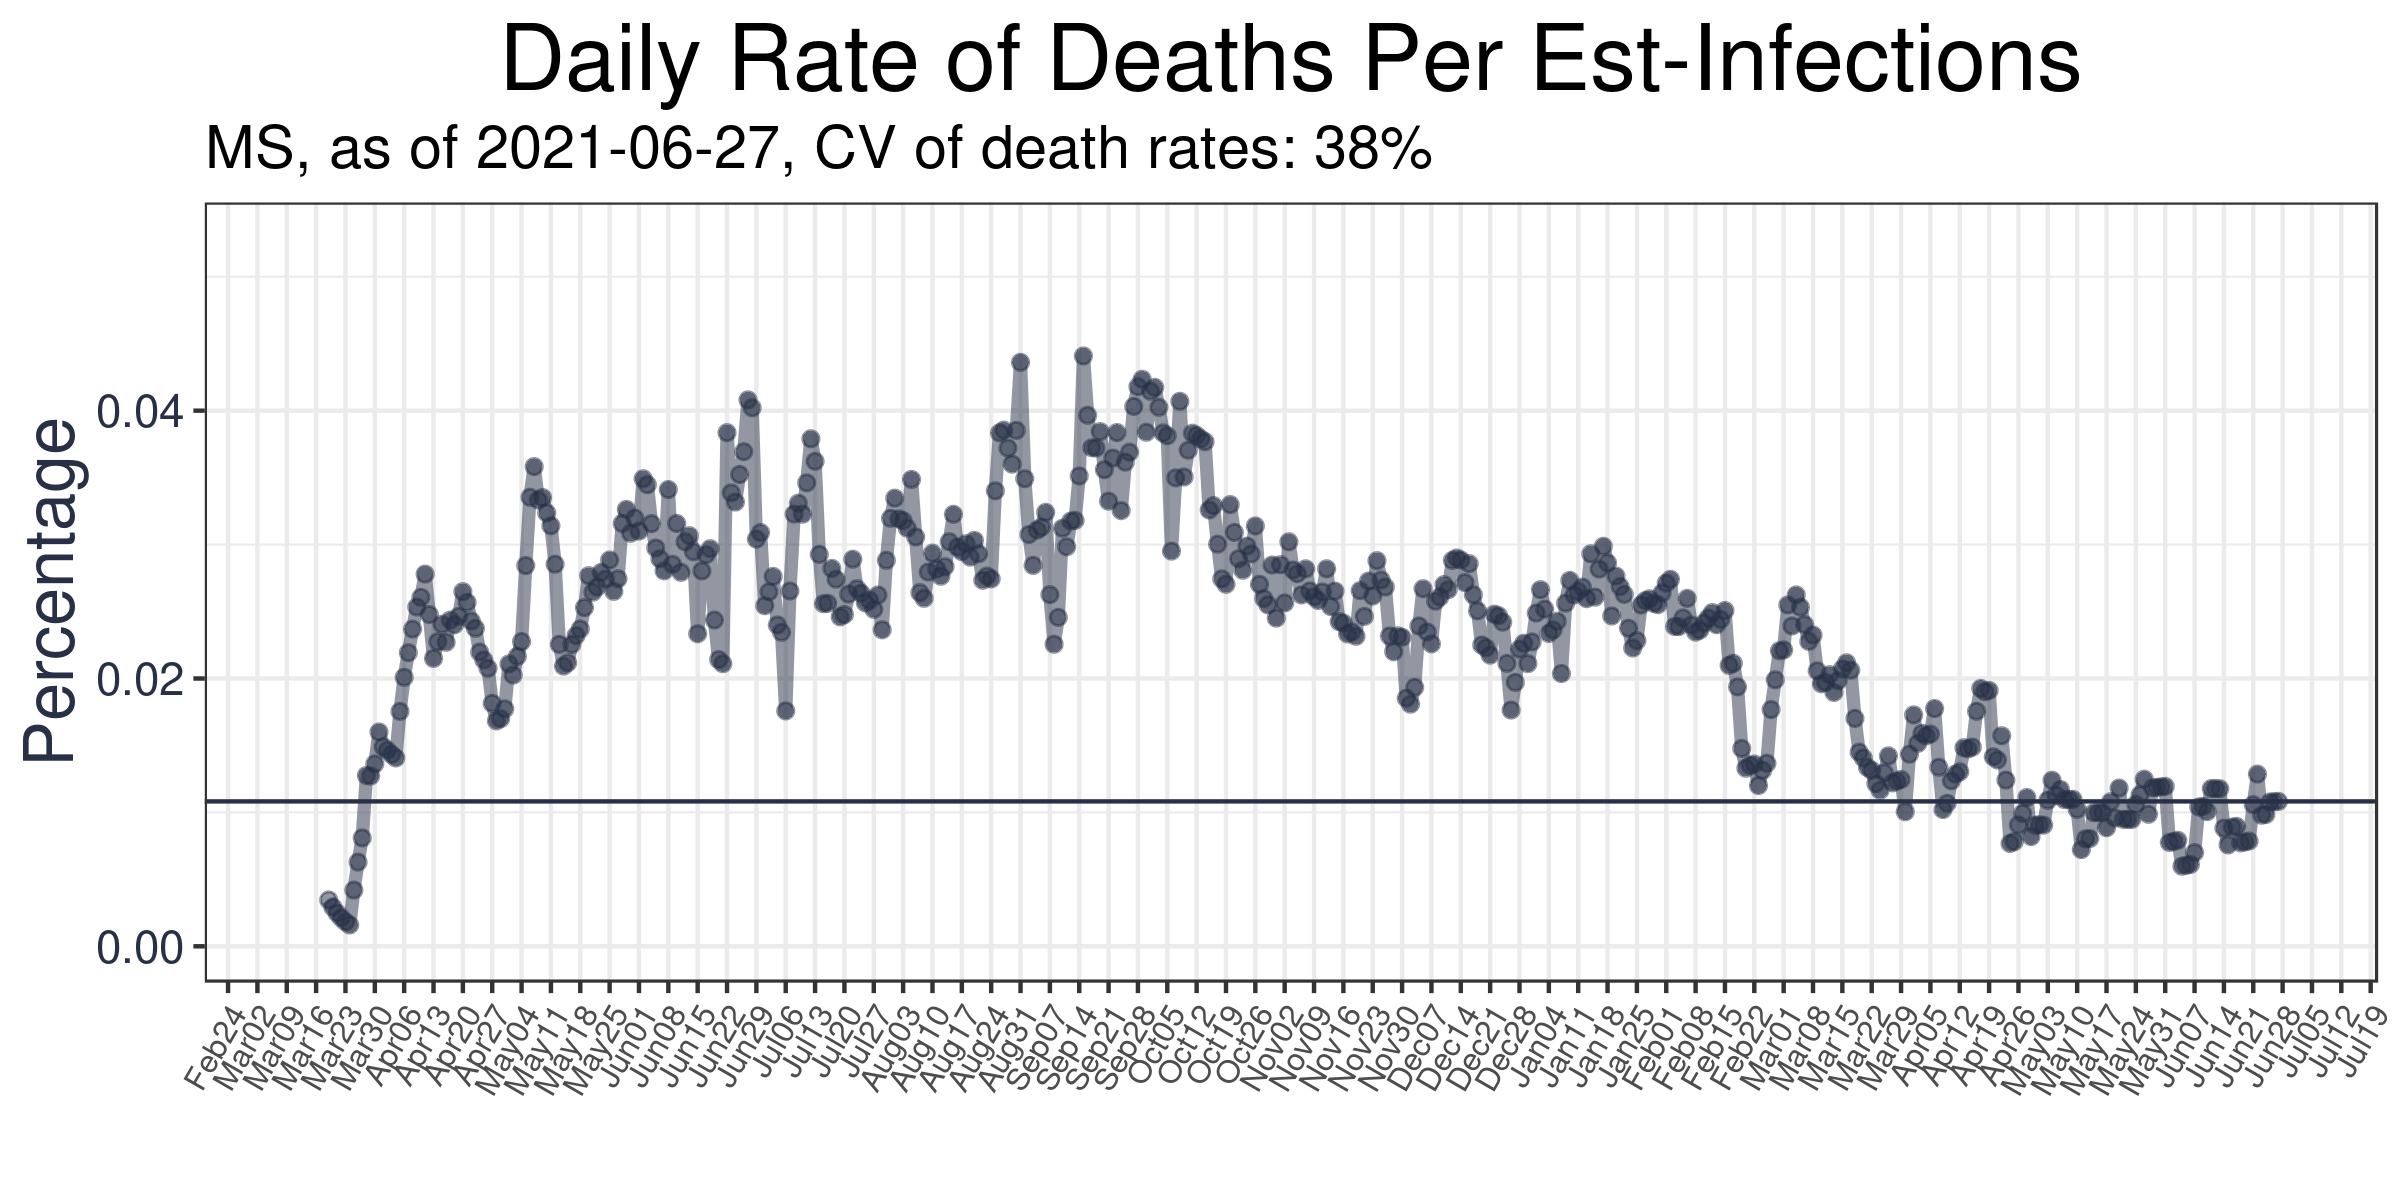 Daily Rate of Deaths Per Est-Infections
MS, as of 2021-06-27, CV of death rates: 38%
Percentage
0.04
0.02
0.00
Feb24
Mar02
Mar09
Mar16
Mar23
Mar30
Apr06
Apr13
Apr20
Apr27
May04
May11
May18
May25
Jun01
Jun08
Jun15
Jun22
Jun29
Jul06
Jul13
Jul20
Jul27
Aug03
Aug10
Aug17
Aug24
Aug31
Sep07
Sep14
Sep21
Sep28
Oct05
Oct12
Oct19
Oct26
Nov02
Nov09
Nov16
Nov23
Nov30
Dec07
Dec14
Dec21
Dec28
Jan04
Jan11
Jan18
Jan25
Feb01
Feb08
Feb15
Feb22
Mar01
Mar08
Mar15
Mar22
Mar29
Apr05
Apr12
Apr19
Apr26
May03
May10
May17
May24
May31
Jun07
Jun14
Jun21
Jun28
Jul05
Jul12
Jul19